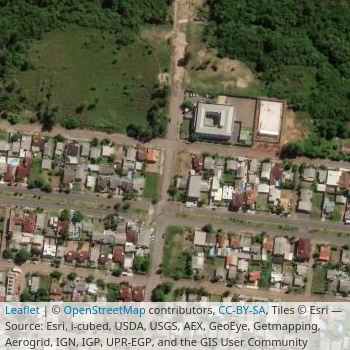 Leaflet | © OpenStreetMap contributors, CC-BY-SA, Tiles © Esri —
Source: Esri, i-cubed, USDA, USGS, AEX, GeoEye, Getmapping,
Aerogrid, IGN, IGP, UPR-EGP, and the GIS User Community